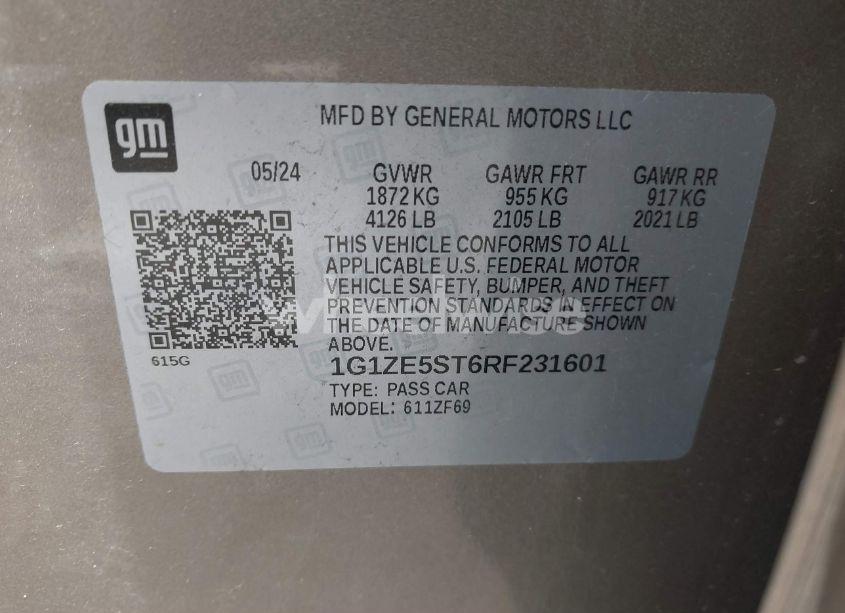 gm
MFD BY GENERAL MOTORS LLC
05/24 GVWR GAWR FRT GAWR RR
1872 KG 955 KG 917 KG
4126 LB 2105 LB 2021 LB
THIS VEHICLE CONFORMS TO ALL
APPLICABLE U.S. FEDERAL MOTOR
VEHICLE SAFETY, BUMPER, AND THEFT
PREVENTION STANDARDS IN EFFECT ON
THE DATE OF MANUFACTURE SHOWN
ABOVE.
615G
1G1ZE5ST6RF231601
TYPE: PASS CAR
MODEL: 611ZF69